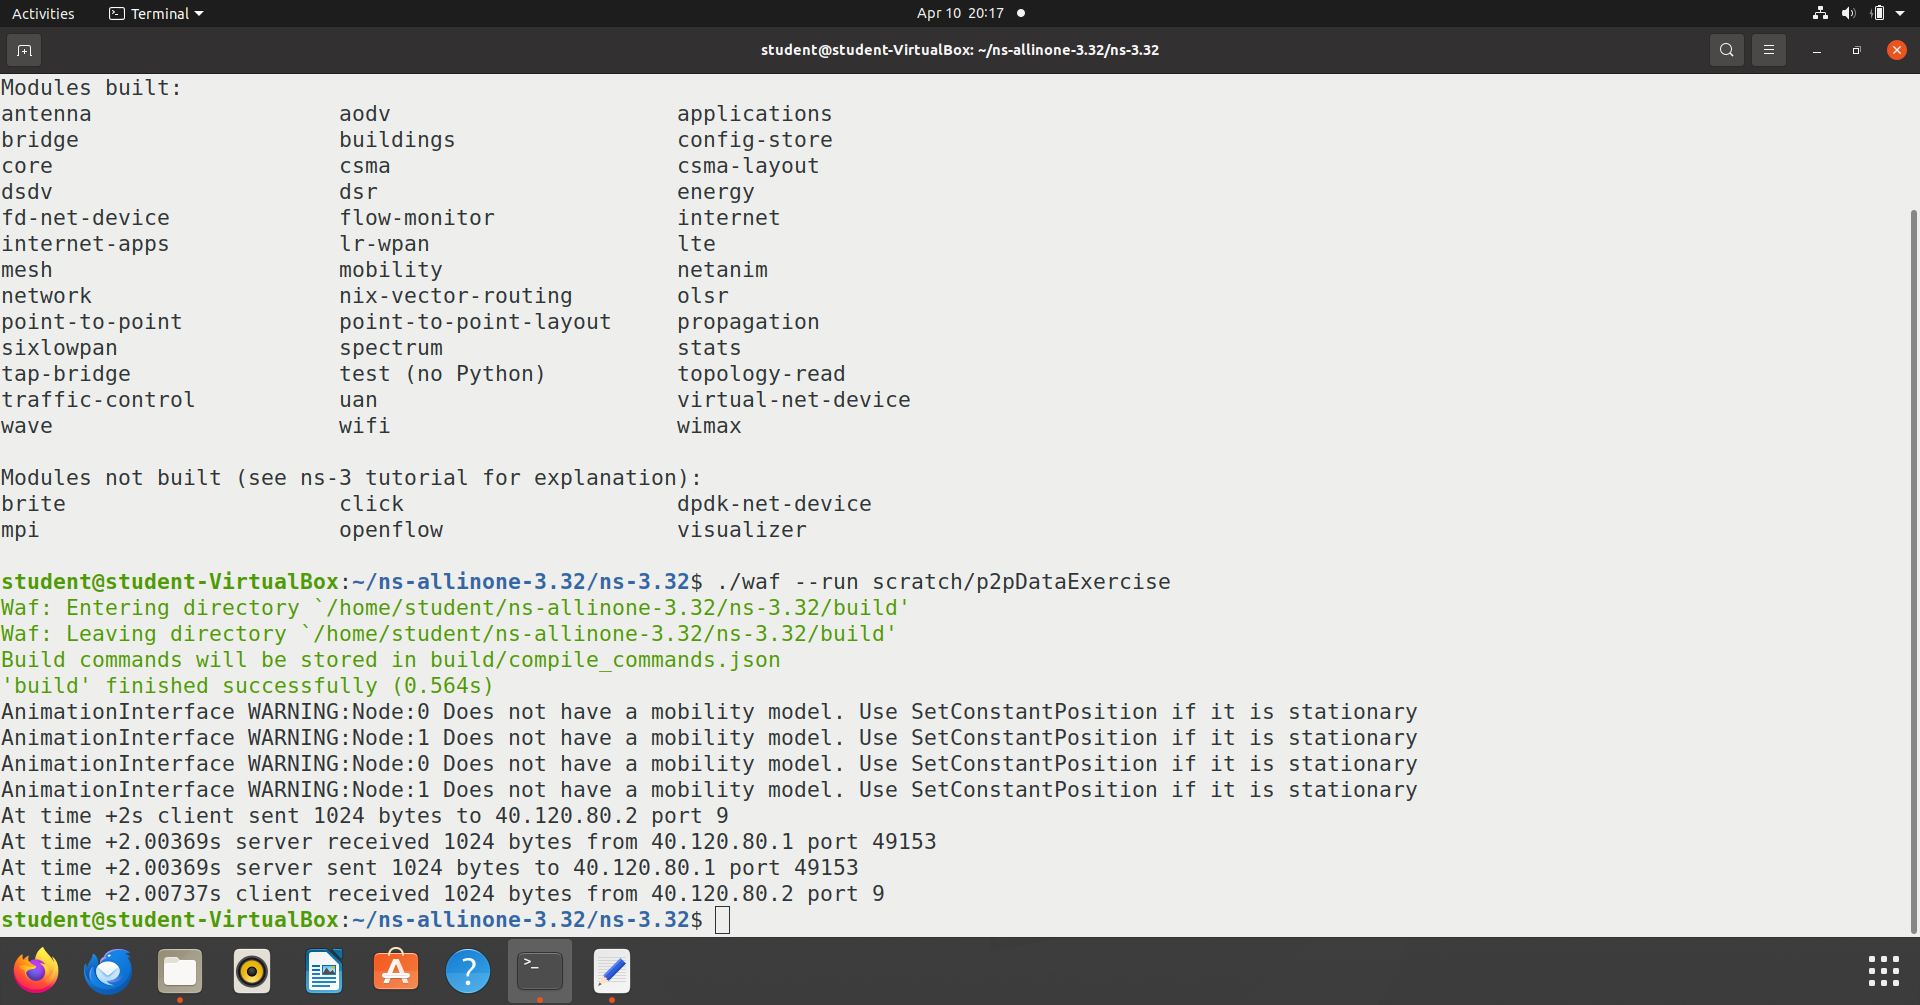 Activities Terminal Apr 10 20:17
student@student-VirtualBox: ~/ns-allinone-3.32/ns-3.32
Modules built:
antenna aodv applications
bridge buildings config-store
core csma csma-layout
dsdv dsr energy
fd-net-device flow-monitor internet
internet-apps lr-wpan lte
mesh mobility netanim
network nix-vector-routing olsr
point-to-point point-to-point-layout propagation
sixlowpan spectrum stats
tap-bridge test (no Python) topology-read
traffic-control uan virtual-net-device
wave wifi wimax
Modules not built (see ns-3 tutorial for explanation):
brite click dpdk-net-device
mpi openflow visualizer
student@student-VirtualBox:~/ns-allinone-3.32/ns-3.32$ ./waf --run scratch/p2pDataExercise
Waf: Entering directory `/home/student/ns-allinone-3.32/ns-3.32/build'
Waf: Leaving directory `/home/student/ns-allinone-3.32/ns-3.32/build'
Build commands will be stored in build/compile_commands.json
'build' finished successfully (0.564s)
AnimationInterface WARNING:Node:0 Does not have a mobility model. Use SetConstantPosition if it is stationary
AnimationInterface WARNING:Node:1 Does not have a mobility model. Use SetConstantPosition if it is stationary
AnimationInterface WARNING:Node:0 Does not have a mobility model. Use SetConstantPosition if it is stationary
AnimationInterface WARNING:Node:1 Does not have a mobility model. Use SetConstantPosition if it is stationary
At time +2s client sent 1024 bytes to 40.120.80.2 port 9
At time +2.00369s server received 1024 bytes from 40.120.80.1 port 49153
At time +2.00369s server sent 1024 bytes to 40.120.80.1 port 49153
At time +2.00737s client received 1024 bytes from 40.120.80.2 port 9
student@student-VirtualBox:~/ns-allinone-3.32/ns-3.32$